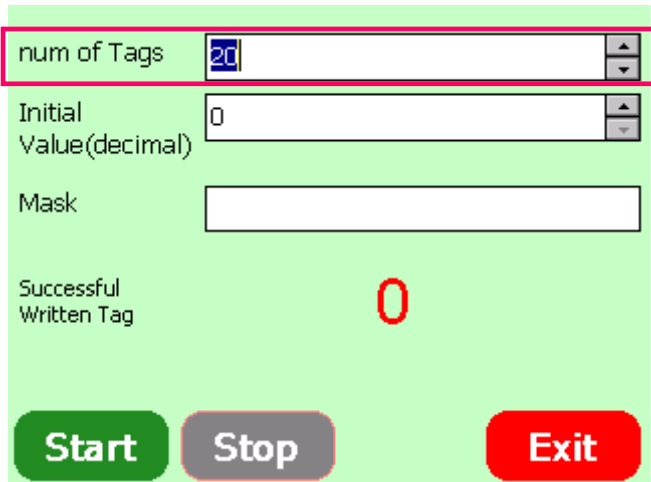 num of Tags 20
Initial
Value(decimal) 0
Mask
Successful
Written Tag 0
Start Stop Exit